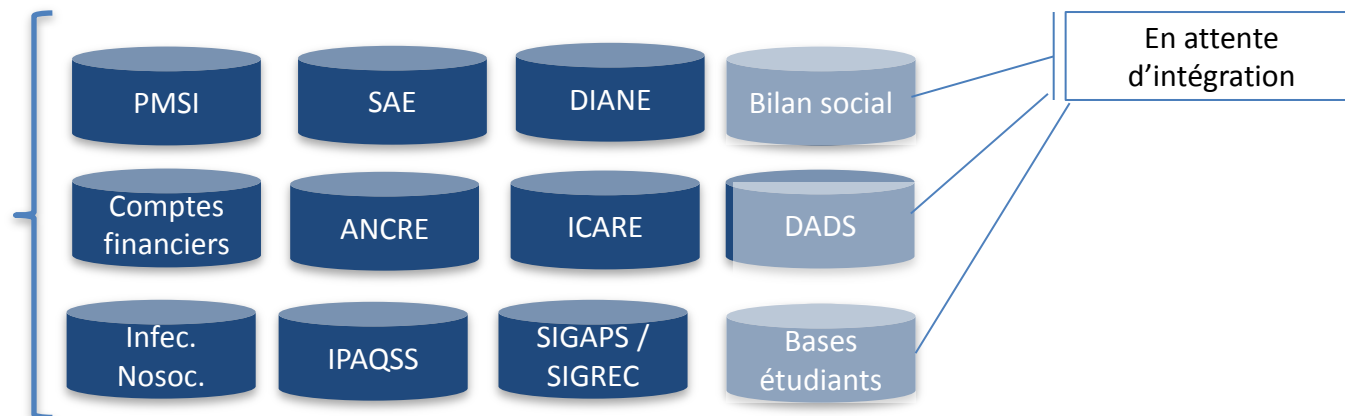 En attente
d'intégration
PMSI
SAE
DIANE
Bilan social
Comptes
financiers
ANCRE
ICARE
DADS
Infec.
Nosoc.
IPAQSS
SIGAPS /
SIGREC
Bases
étudiants